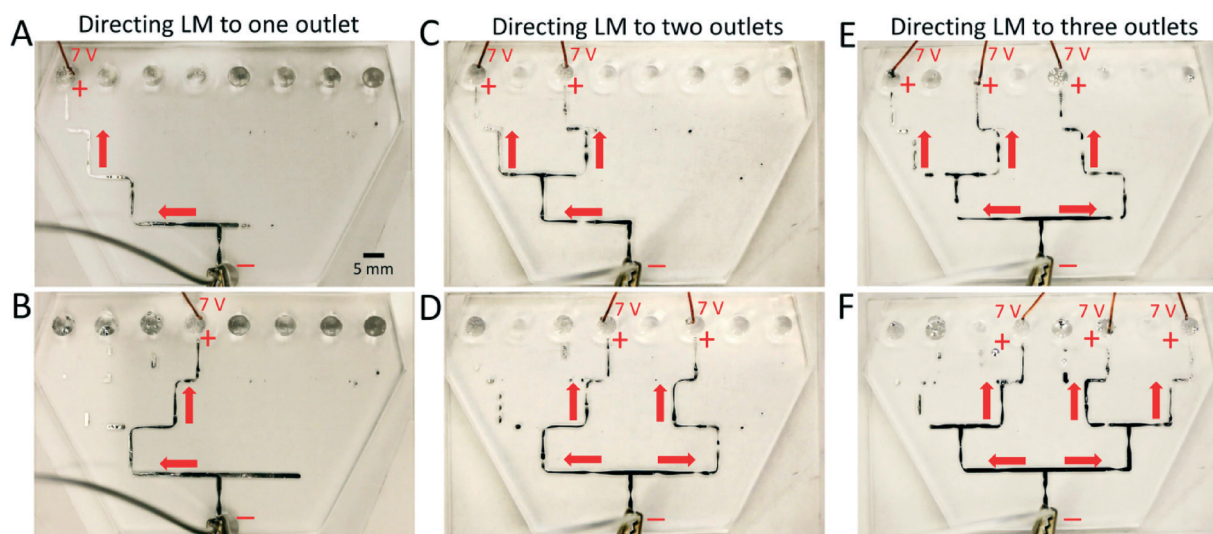 Directing LM to one outlet
Directing LM to two outlets
Directing LM to three outlets
A
7 V
+
−
5 mm
C
7 V
7 V
+
+
−
E
7 V
7 V
7 V
+
+
+
−
B
7 V
+
−
D
7 V
7 V
+
+
−
F
7 V
7 V
7 V
+
+
+
−